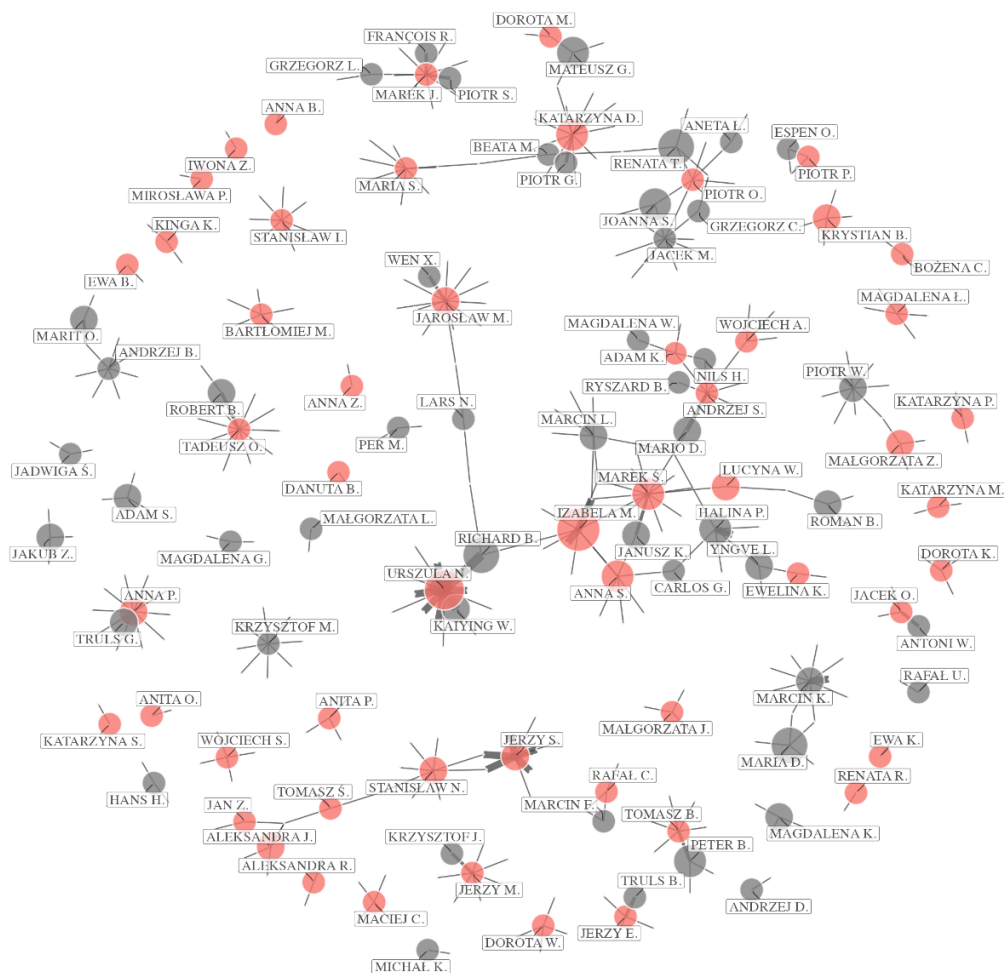 DOROTA M.
FRANÇOIS R.
MATEUSZ G.
GRZEGORZ L.
MAREK J.
PIOTR S.
ANNA B.
KATARZYNA D.
ANETA Ł.
ESPEN O.
BEATA M.
IWONA Z.
RENATA T.
PIOTR P.
PIOTR G.
MARIA S.
MIROSŁAWA P.
PIOTR O.
KINGA K.
JOANNA S.
GRZEGORZ C.
STANISŁAW I.
KRYSTIAN B.
JACEK M.
WEN X.
BOŻENA C.
EWA B.
MAGDALENA Ł.
JAROSŁAW M.
MAGDALENA W.
WOJCIECH A.
BARTŁOMIEJ M.
MARIT O.
ANDRZEJ B.
ADAM K.
NILS H.
PIOTR W.
RYSZARD B.
KATARZYNA P.
ANNA Z.
LARS N.
ROBERT B.
ANDRZEJ S.
MARCIN L.
TADEUSZ O.
PER M.
MARIO D.
MAŁGORZATA Z.
JADWIGA Ś.
MAREK Ś.
LUCYNA W.
DANUTA B.
KATARZYNA M.
IZABELA M.
HALINA P.
ADAM S.
MAŁGORZATA L.
ROMAN B.
RICHARD B.
JAKUB Z.
MAGDALENA G.
JANUSZ K.
YNGVE L.
DOROTA K.
URSZULA N.
ANNA S.
CARLOS G.
EWELINA K.
ANNA P.
JACEK O.
KRZYSZTOF M.
KAIYING W.
TRULS G.
ANTONI W.
RAFAŁ U.
MARCIN K.
ANITA O.
ANITA P.
MAŁGORZATA J.
KATARZYNA S.
WOJCIECH S.
JERZY S.
EWA K.
MARIA D.
RENATA R.
HANS H.
STANISŁAW N.
RAFAŁ C.
TOMASZ Ś.
JAN Z.
MARCIN F.
TOMASZ B.
ALEKSANDRA J.
KRZYSZTOF J.
MAGDALENA K.
PETER B.
ALEKSANDRA R.
JERZY M.
TRULS B.
ANDRZEJ D.
MACIEJ C.
DOROTA W.
JERZY E.
MICHAŁ K.